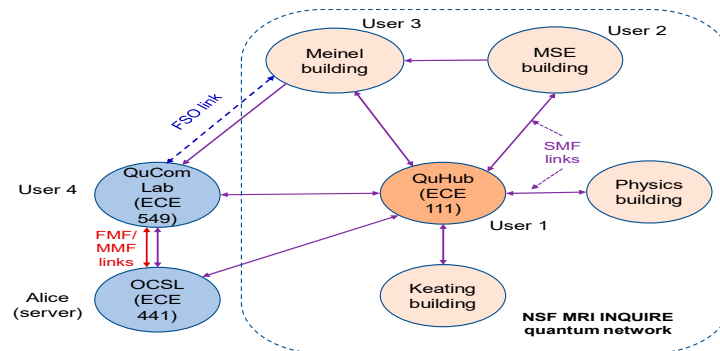 User 3
Meinel
building
User 2
MSE
building
FSO link
SMF
links
User 4
QuCom
Lab
(ECE
549)
QuHub
(ECE
111)
User 1
Physics
building
FMF/
MMF
links
Alice
(server)
OCSL
(ECE
441)
Keating
building
NSF MRI INQUIRE
quantum network